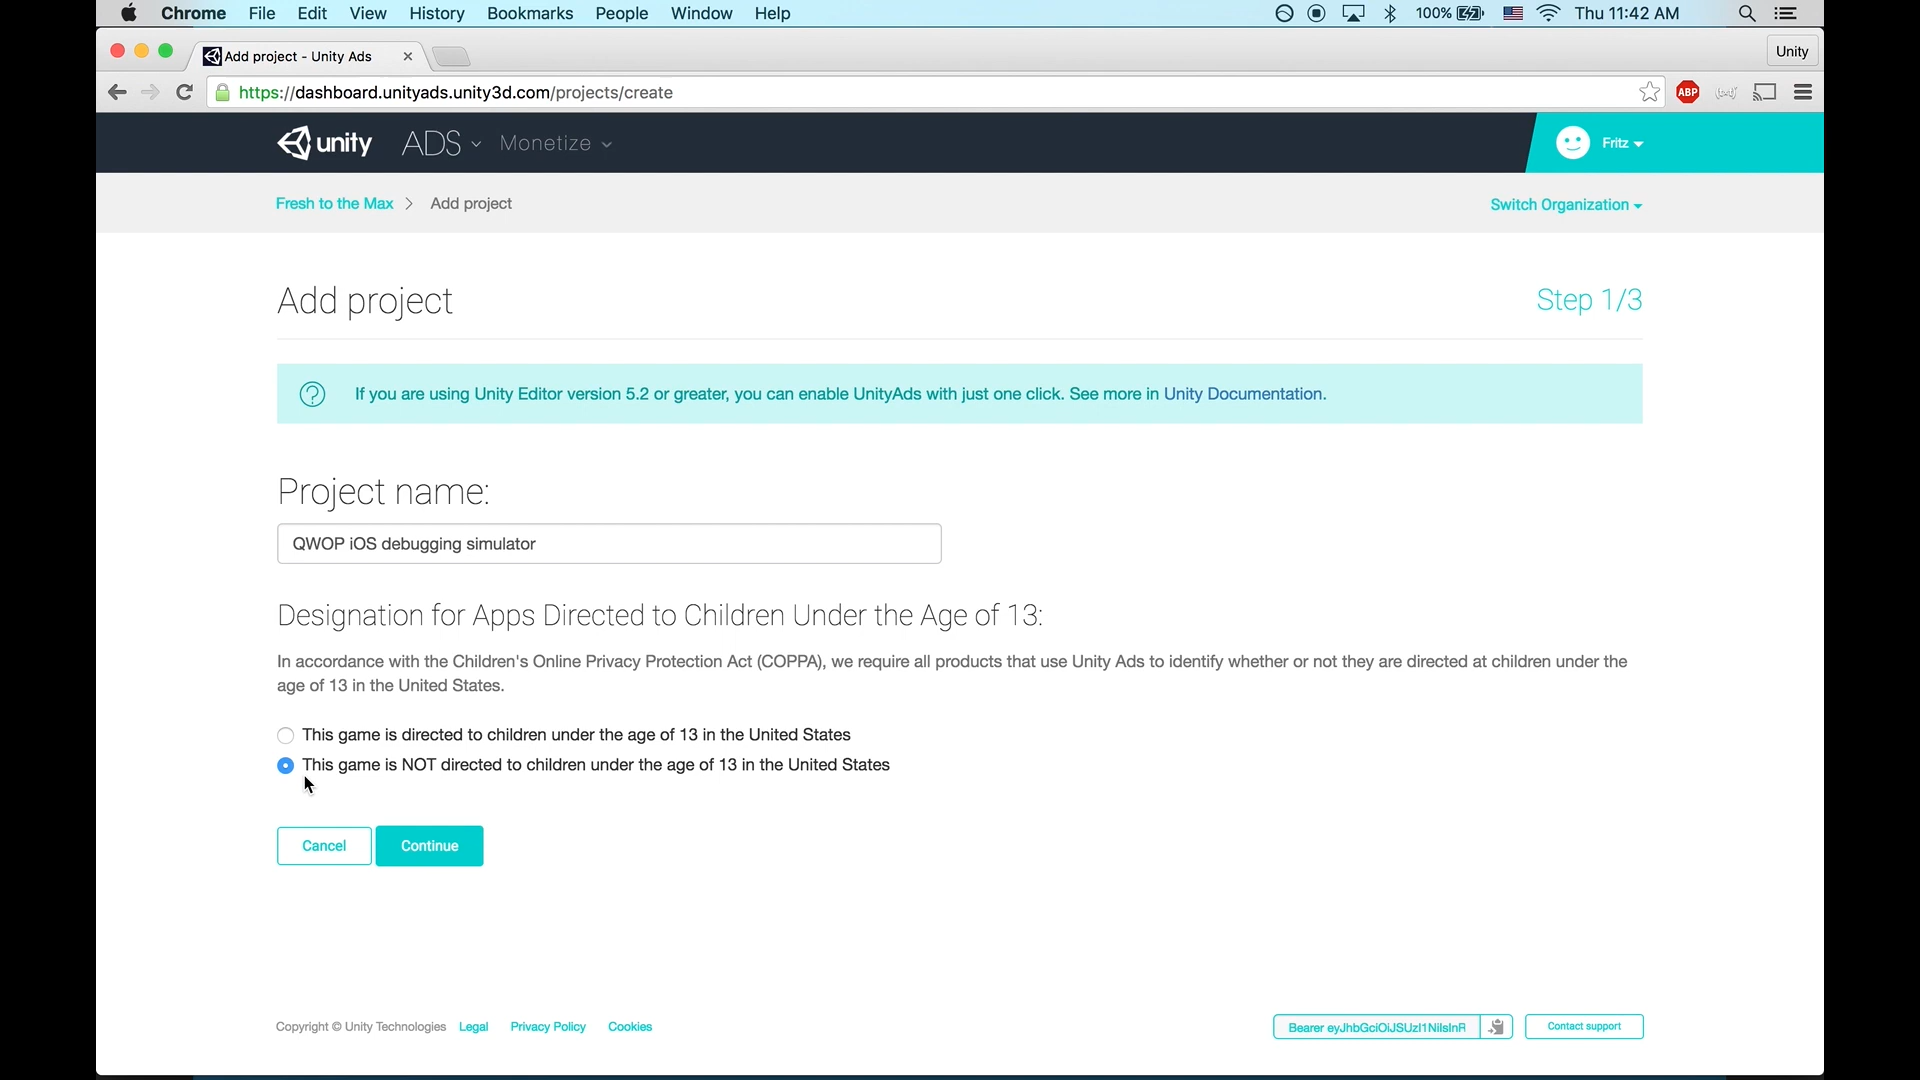 Chrome File Edit View History Bookmarks People Window Help 100% Thu 11:42 AM
Add project - Unity Ads Unity
https://dashboard.unityads.unity3d.com/projects/create ABP
unity ADS Monetize Fritz
Fresh to the Max > Add project Switch Organization
Add project Step 1/3
If you are using Unity Editor version 5.2 or greater, you can enable UnityAds with just one click. See more in Unity Documentation.
Project name:
QWOP iOS debugging simulator
Designation for Apps Directed to Children Under the Age of 13:
In accordance with the Children's Online Privacy Protection Act (COPPA), we require all products that use Unity Ads to identify whether or not they are directed at children under the
age of 13 in the United States.
This game is directed to children under the age of 13 in the United States
This game is NOT directed to children under the age of 13 in the United States
Cancel Continue
Copyright © Unity Technologies Legal Privacy Policy Cookies Bearer Contact support